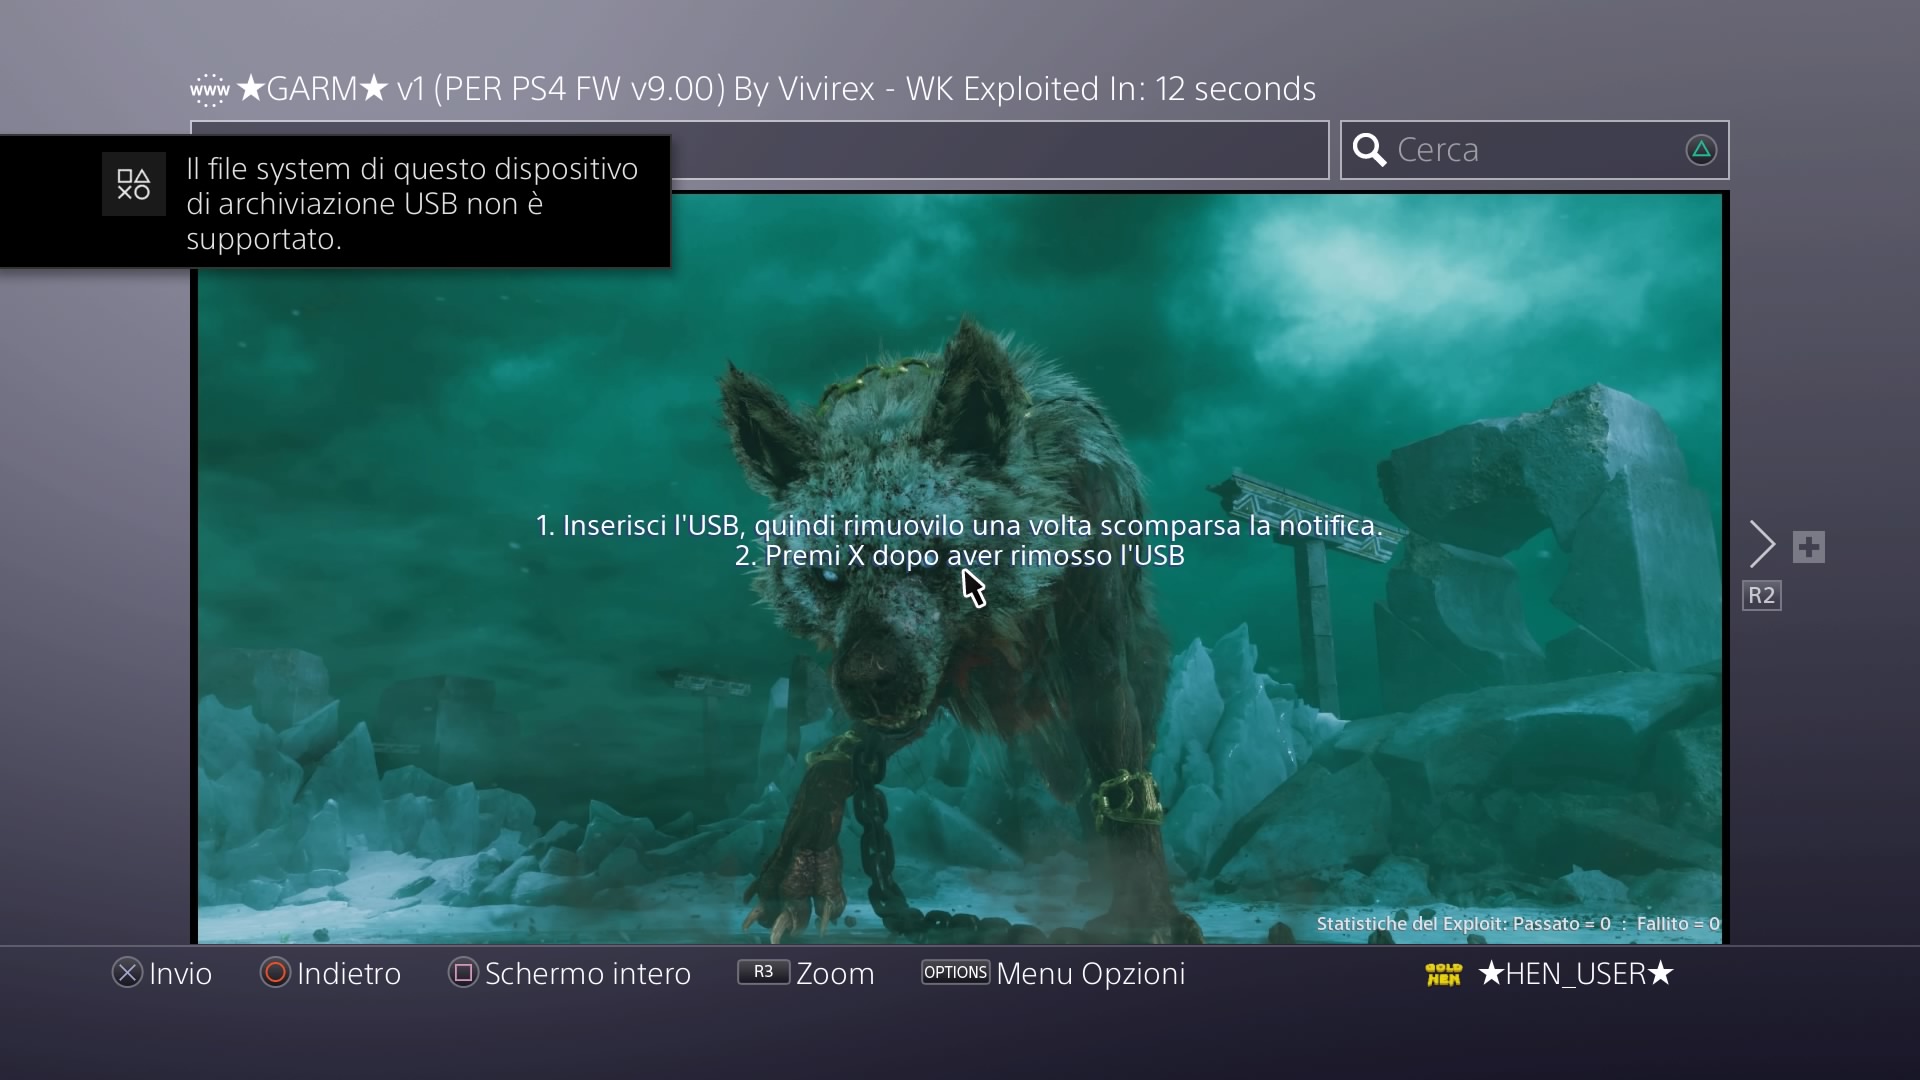 www ★GARM★ v1 (PER PS4 FW v9.00) By Vivirex - WK Exploited In: 12 seconds
Cerca
Il file system di questo dispositivo
di archiviazione USB non è
supportato.
1. Inserisci l'USB, quindi rimuovilo una volta scomparsa la notifica.
2. Premi X dopo aver rimosso l'USB
R2
Statistiche del Exploit: Passato = 0 : Fallito = 0
Invio
Indietro
Schermo intero
R3 Zoom
OPTIONS Menu Opzioni
GOLD
HEN
★HEN_USER★